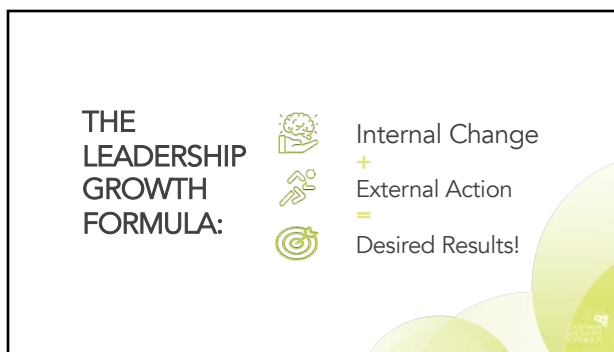 THE
LEADERSHIP
GROWTH
FORMULA:
Internal Change
+
External Action
=
Desired Results!